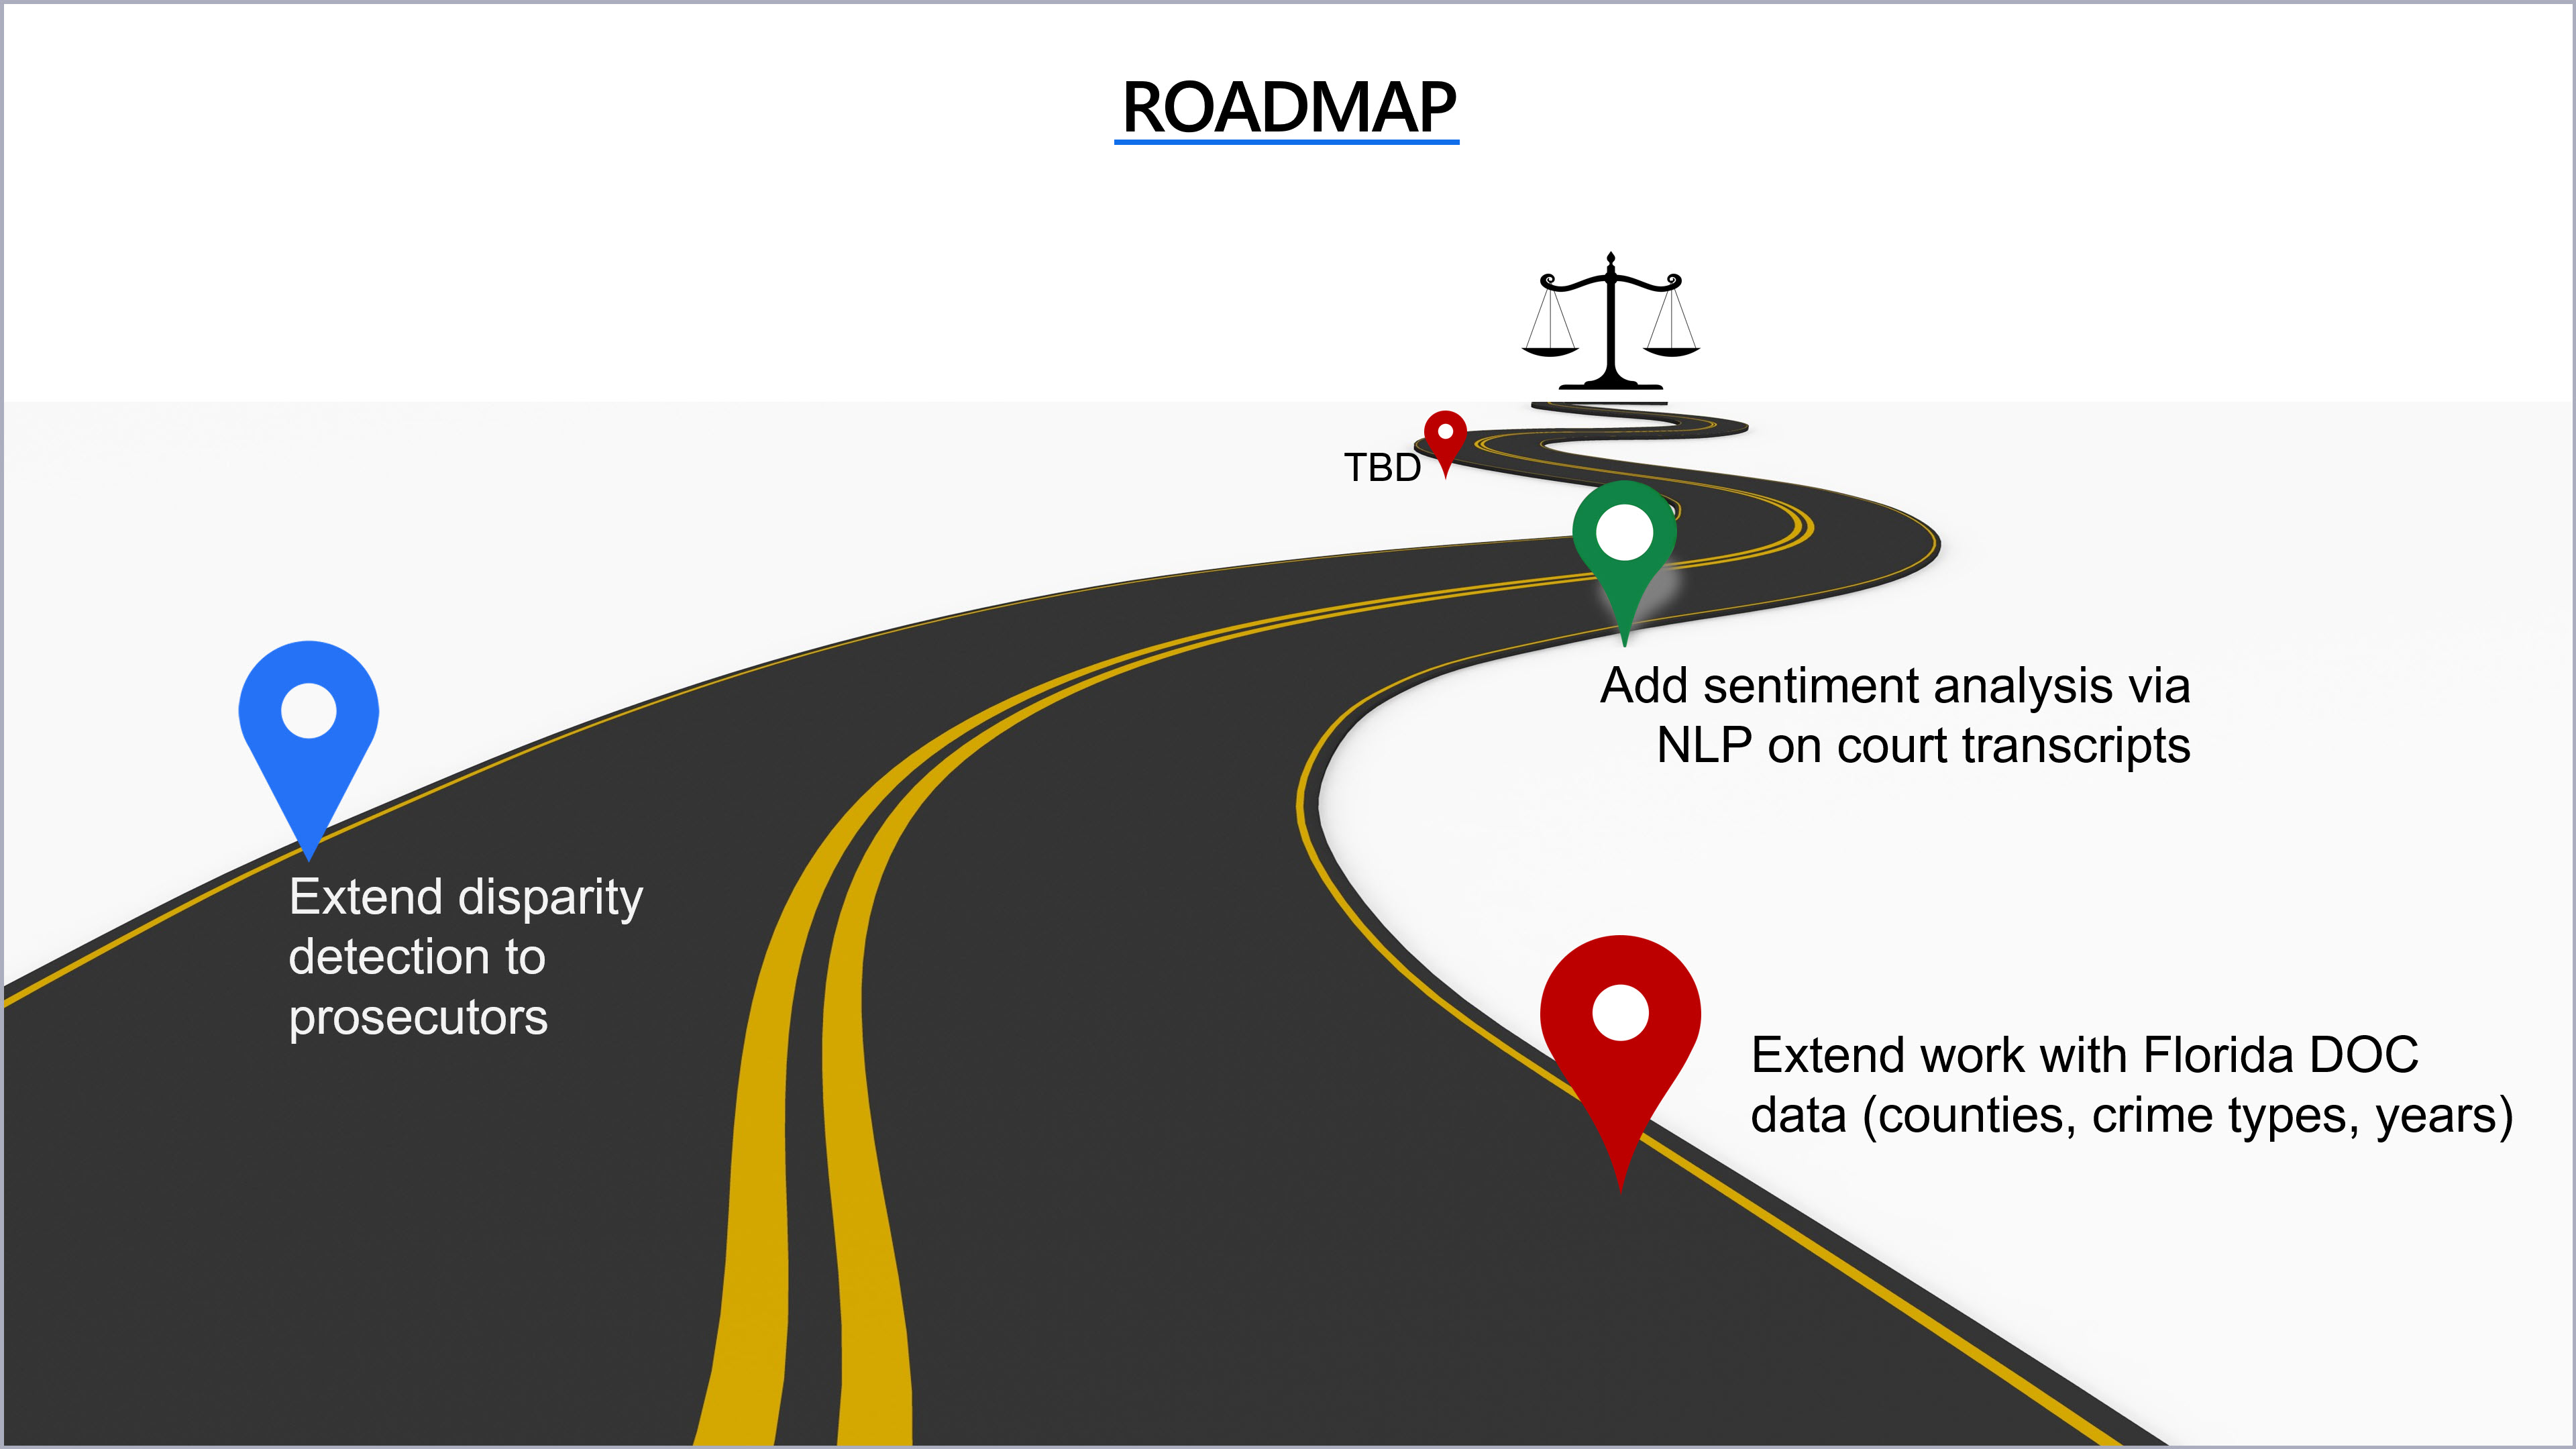 ROADMAP
TBD
Add sentiment analysis via
NLP on court transcripts
Extend disparity
detection to
prosecutors
Extend work with Florida DOC
data (counties, crime types, years)